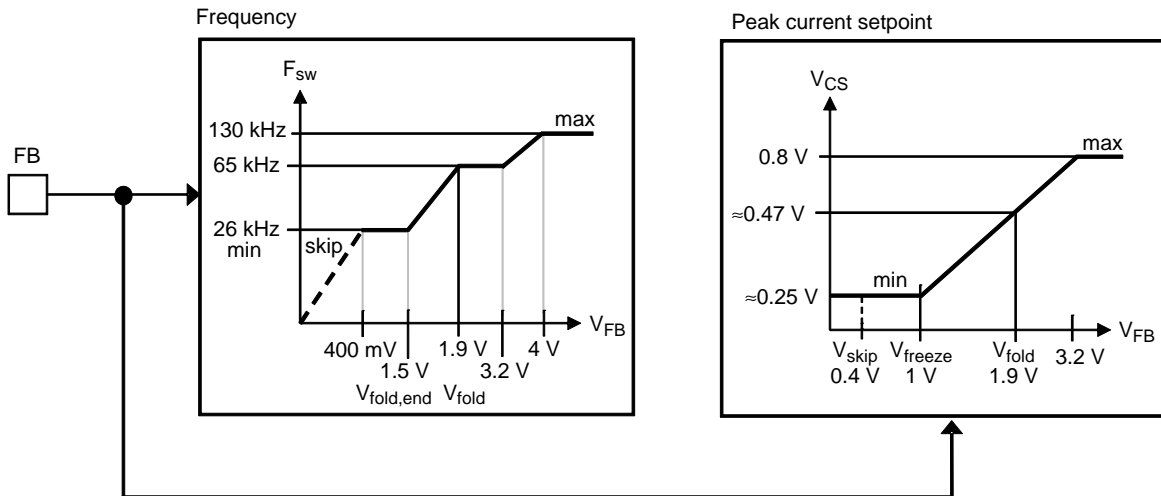 Frequency
Peak current setpoint
FB
Fsw
130 kHz
65 kHz
26 kHz
min
skip
max
VFB
400 mV
1.9 V
4 V
1.5 V
3.2 V
Vfold,end
Vfold
VCS
0.8 V
≈0.47 V
≈0.25 V
min
max
VFB
Vskip
0.4 V
Vfreeze
1 V
Vfold
1.9 V
3.2 V